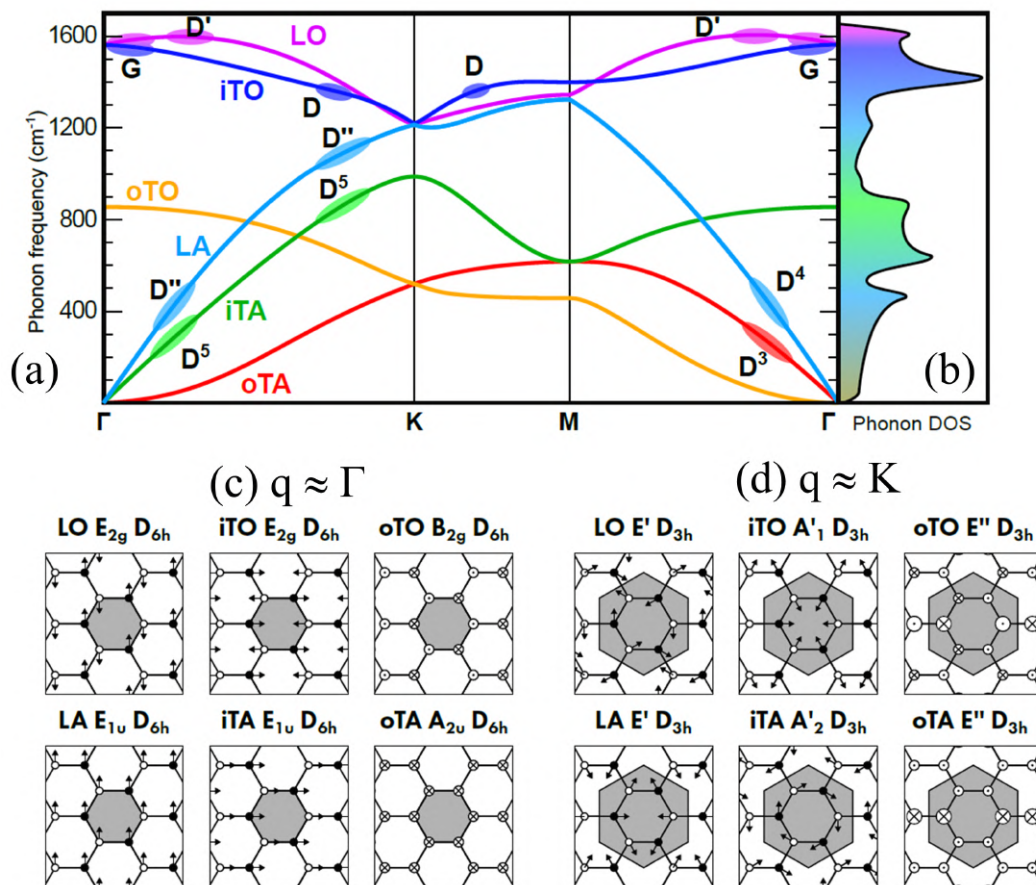 1600
1200
800
400
Phonon frequency (cm⁻¹)
D'
LO
D'
G
iTO
D
D
G
D''
oTO
D⁵
LA
D''
iTA
D⁴
D⁵
oTA
D³
(a)
(b)
Γ
K
M
Γ
Phonon DOS
(c) q ≈ Γ
(d) q ≈ K
LO E₂g D₆ₕ
iTO E₂g D₆ₕ
oTO B₂g D₆ₕ
LO E' D₃ₕ
iTO A'₁ D₃ₕ
oTO E'' D₃ₕ
LA E₁ᵤ D₆ₕ
iTA E₁ᵤ D₆ₕ
oTA A₂ᵤ D₆ₕ
LA E' D₃ₕ
iTA A'₂ D₃ₕ
oTA E'' D₃ₕ